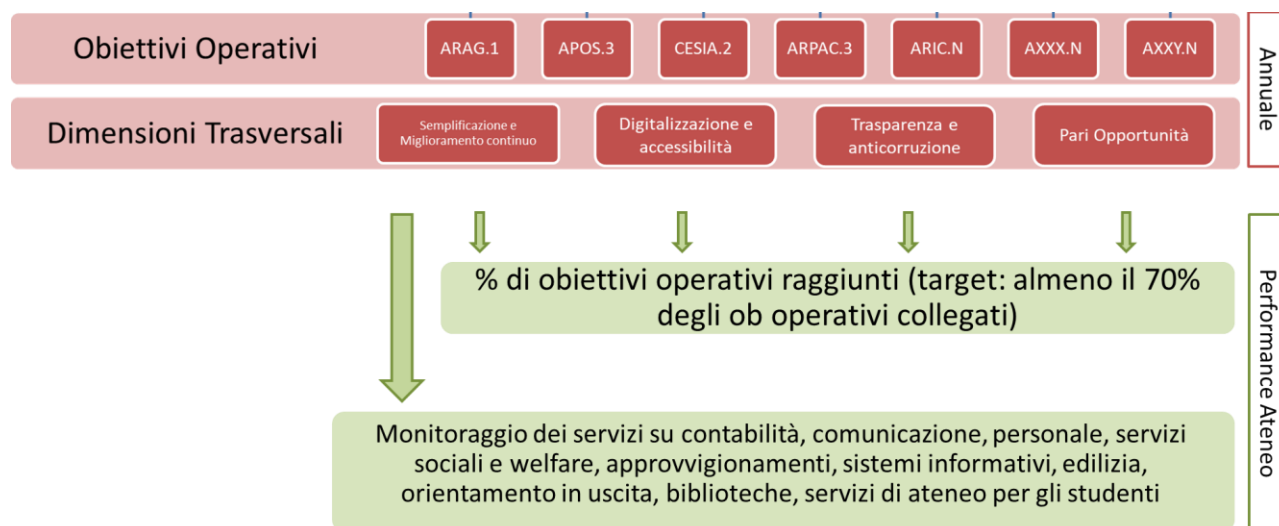 Obiettivi Operativi
ARAG.1
APOS.3
CESIA.2
ARPAC.3
ARIC.N
AXXX.N
AXXY.N
Annuale
Dimensioni Trasversali
Semplificazione e
Miglioramento continuo
Digitalizzazione e
accessibilità
Trasparenza e
anticorruzione
Pari Opportunità
% di obiettivi operativi raggiunti (target: almeno il 70%
degli ob operativi collegati)
Performance Ateneo
Monitoraggio dei servizi su contabilità, comunicazione, personale, servizi
sociali e welfare, approvvigionamenti, sistemi informativi, edilizia,
orientamento in uscita, biblioteche, servizi di ateneo per gli studenti